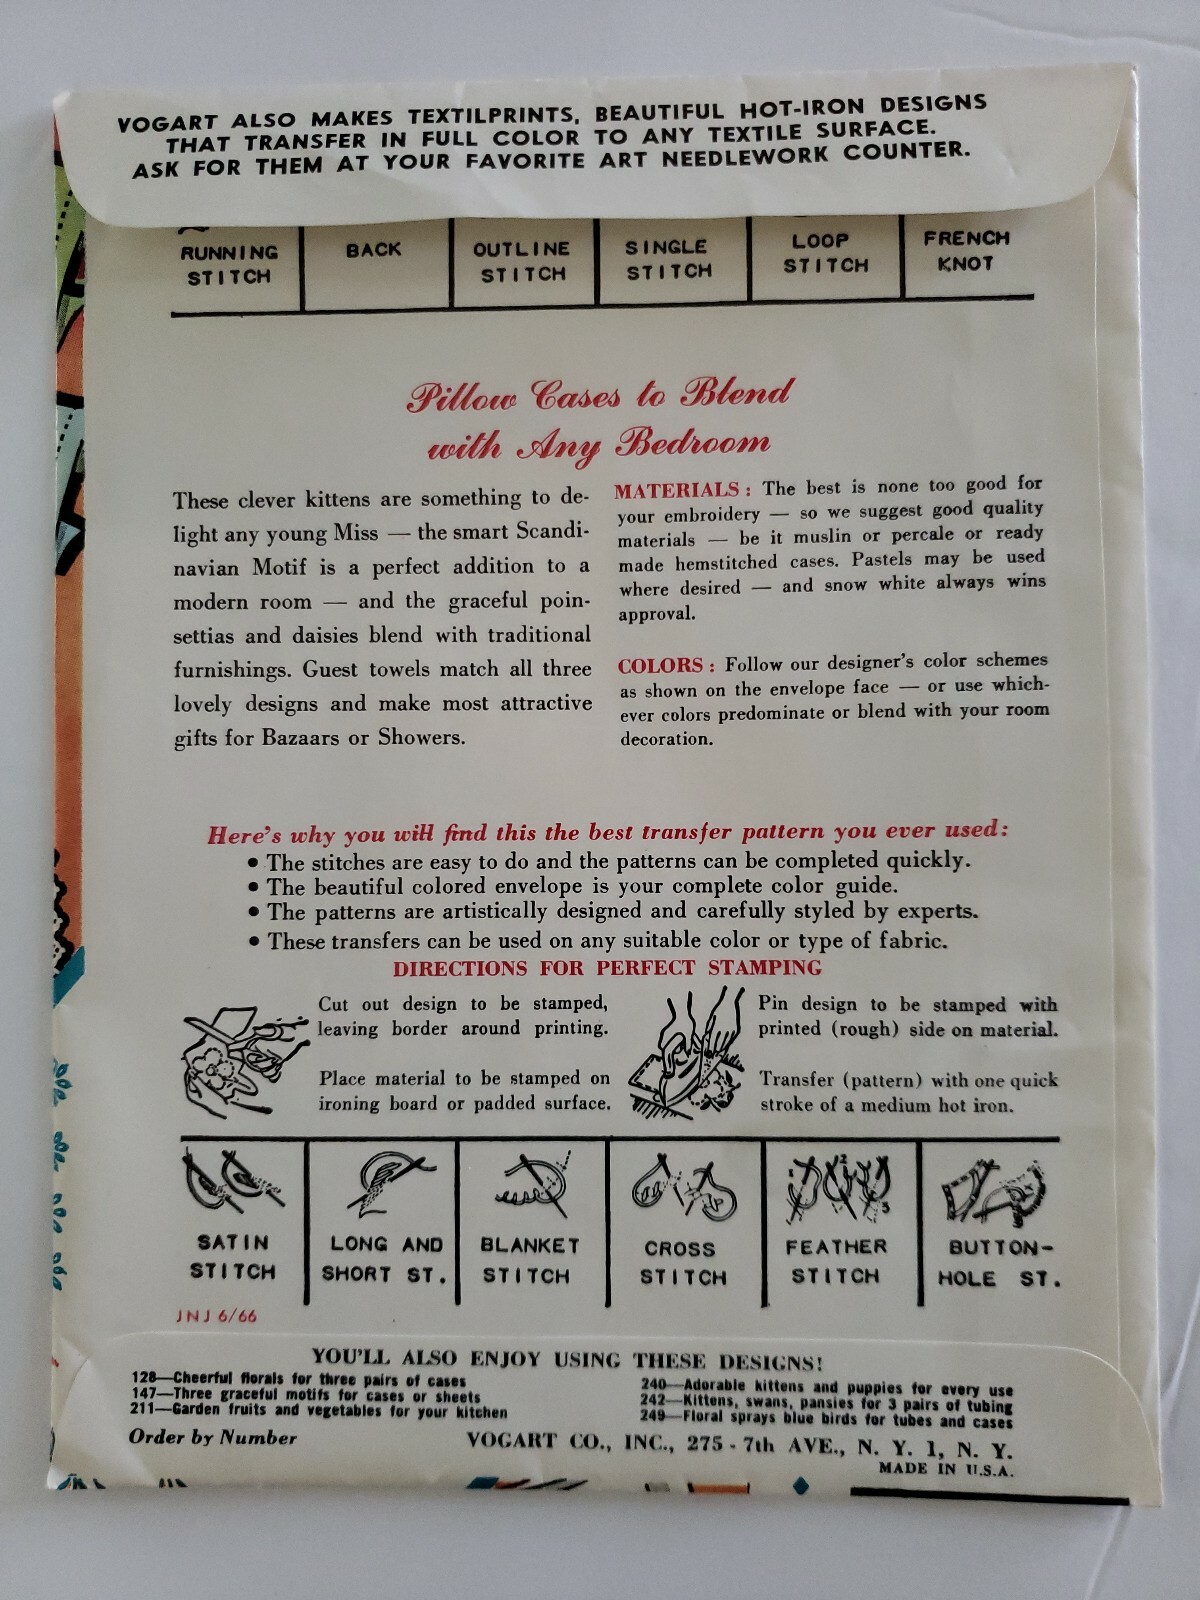 VOGART ALSO MAKES TEXTILPRINTS, BEAUTIFUL HOT-IRON DESIGNS
THAT TRANSFER IN FULL COLOR TO ANY TEXTILE SURFACE.
ASK FOR THEM AT YOUR FAVORITE ART NEEDLEWORK COUNTER.
RUNNING STITCH
BACK
OUTLINE STITCH
SINGLE STITCH
LOOP STITCH
FRENCH KNOT
Pillow Cases to Blend
with Any Bedroom
These clever kittens are something to de-
light any young Miss — the smart Scandi-
navian Motif is a perfect addition to a
modern room — and the graceful poin-
settias and daisies blend with traditional
furnishings. Guest towels match all three
lovely designs and make most attractive
gifts for Bazaars or Showers.
MATERIALS: The best is none too good for
your embroidery — so we suggest good quality
materials — be it muslin or percale or ready
made hemstitched cases. Pastels may be used
where desired — and snow white always wins
approval.
COLORS: Follow our designer's color schemes
as shown on the envelope face — or use which-
ever colors predominate or blend with your room
decoration.
Here's why you will find this the best transfer pattern you ever used:
• The stitches are easy to do and the patterns can be completed quickly.
• The beautiful colored envelope is your complete color guide.
• The patterns are artistically designed and carefully styled by experts.
• These transfers can be used on any suitable color or type of fabric.
DIRECTIONS FOR PERFECT STAMPING
Cut out design to be stamped,
leaving border around printing.
Place material to be stamped on
ironing board or padded surface.
Pin design to be stamped with
printed (rough) side on material.
Transfer (pattern) with one quick
stroke of a medium hot iron.
SATIN STITCH
LONG AND SHORT ST.
BLANKET STITCH
CROSS STITCH
1 2 3
FEATHER STITCH
BUTTON-
HOLE ST.
JNJ 6/66
YOU'LL ALSO ENJOY USING THESE DESIGNS!
128—Cheerful florals for three pairs of cases
147—Three graceful motifs for cases or sheets
211—Garden fruits and vegetables for your kitchen
240—Adorable kittens and puppies for every use
242—Kittens, swans, pansies for 3 pairs of tubing
249—Floral sprays blue birds for tubes and cases
Order by Number
VOGART CO., INC., 275 - 7th AVE., N. Y. 1, N. Y.
MADE IN U.S.A.